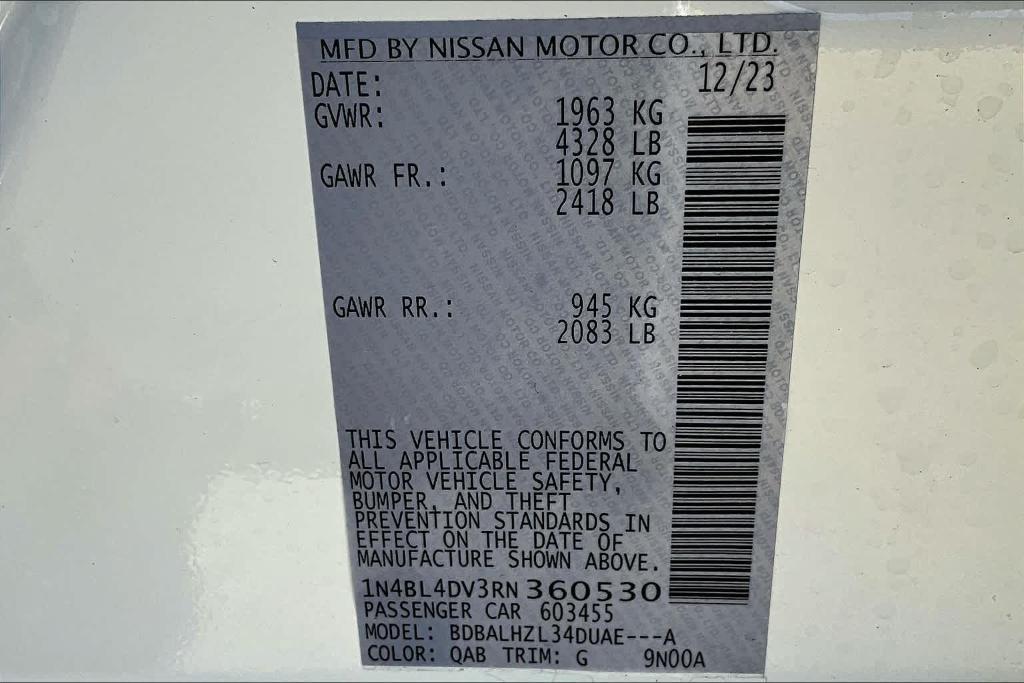 MFD BY NISSAN MOTOR CO., LTD.
DATE: 12/23
GVWR: 1963 KG
4328 LB
GAWR FR.: 1097 KG
2418 LB
GAWR RR.: 945 KG
2083 LB
THIS VEHICLE CONFORMS TO
ALL APPLICABLE FEDERAL
MOTOR VEHICLE SAFETY,
BUMPER, AND THEFT
PREVENTION STANDARDS IN
EFFECT ON THE DATE OF
MANUFACTURE SHOWN ABOVE.
1N4BL4DV3RN 360530
PASSENGER CAR 603455
MODEL: BDBALHZL34DUAE---A
COLOR: QAB TRIM: G 9N00A